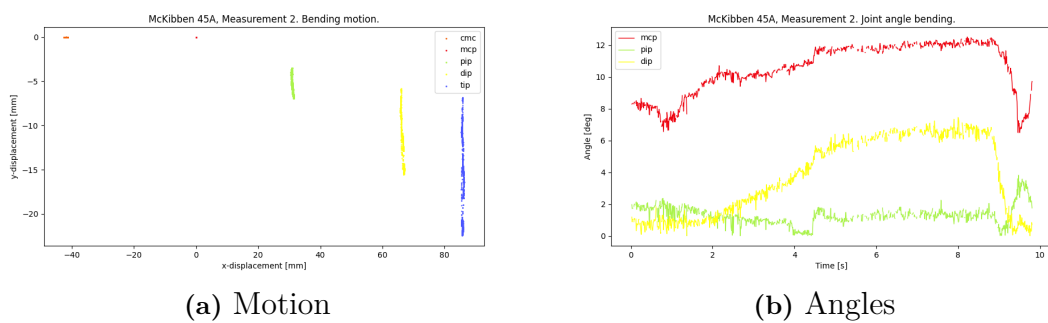 McKibben 45A, Measurement 2. Bending motion.
0
−5
−10
−15
−20
y-displacement [mm]
−40
−20
0
20
40
60
80
x-displacement [mm]
cmc
mcp
pip
dip
tip
(a) Motion
McKibben 45A, Measurement 2. Joint angle bending.
12
10
8
6
4
2
0
Angle [deg]
0
2
4
6
8
10
Time [s]
mcp
pip
dip
(b) Angles